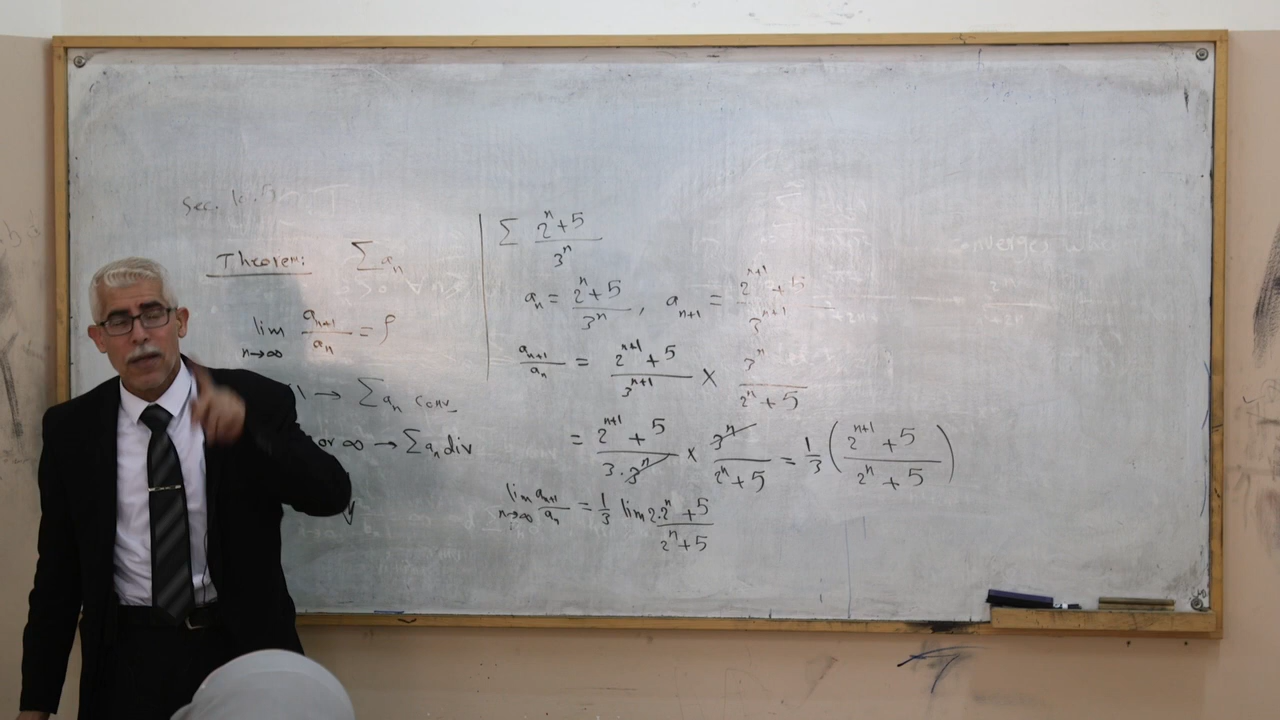 Sec. 10.5
Theorem: Σ aₙ
lim n→∞ aₙ₊₁/aₙ = ρ
1 → Σ aₙ conv
or ∞ → Σ aₙ div
Σ (2ⁿ + 5)/3ⁿ
aₙ = (2ⁿ + 5)/3ⁿ , aₙ₊₁ = (2ⁿ⁺¹ + 5)/3ⁿ⁺¹
aₙ₊₁/aₙ = (2ⁿ⁺¹ + 5)/3ⁿ⁺¹ × 3ⁿ/(2ⁿ + 5)
= (2ⁿ⁺¹ + 5)/(3 . 3ⁿ) × 3ⁿ/(2ⁿ + 5) = 1/3 ((2ⁿ⁺¹ + 5)/(2ⁿ + 5))
lim n→∞ aₙ₊₁/aₙ = 1/3 lim (2.2ⁿ + 5)/(2ⁿ + 5)
Converges